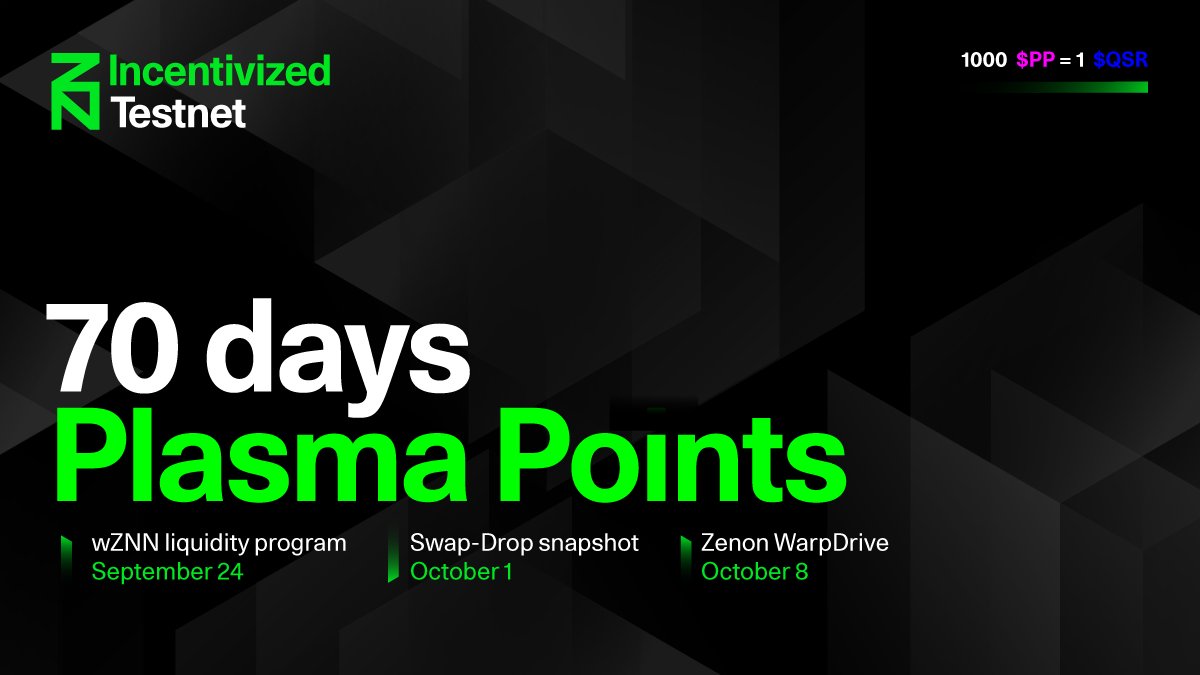 Incentivized
Testnet
1000 $PP = 1 $QSR
70 days
Plasma Poınts
wZNN liquidity program
September 24
Swap-Drop snapshot
October 1
Zenon WarpDrive
October 8